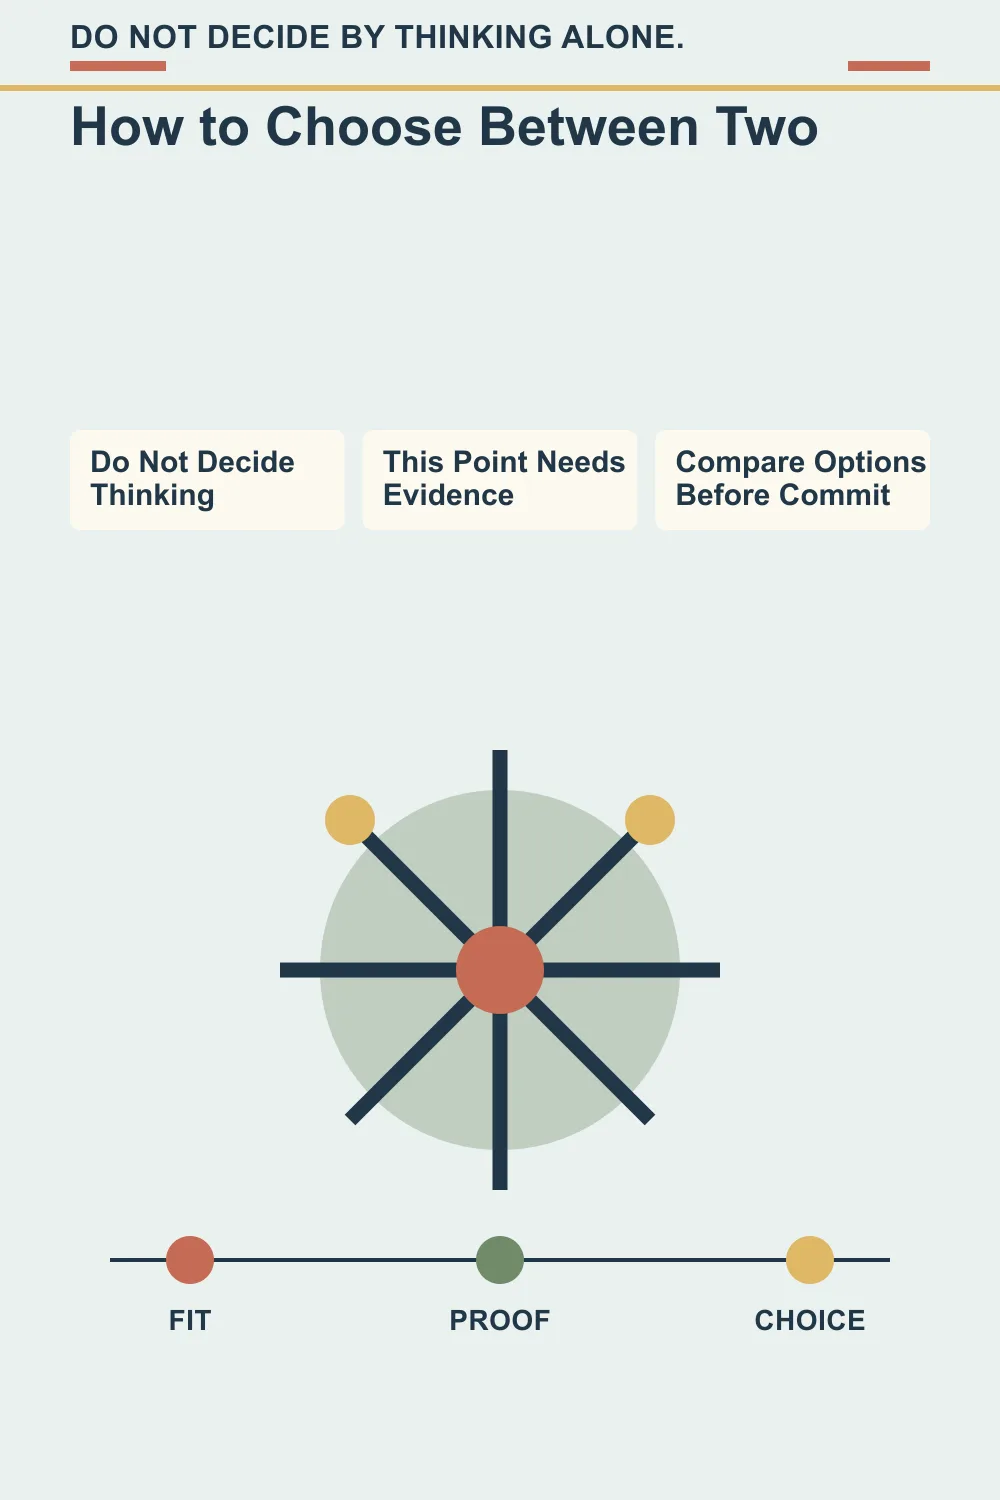 DO NOT DECIDE BY THINKING ALONE.
How to Choose Between Two
Do Not Decide
Thinking
This Point Needs
Evidence
Compare Options
Before Commit
FIT
PROOF
CHOICE